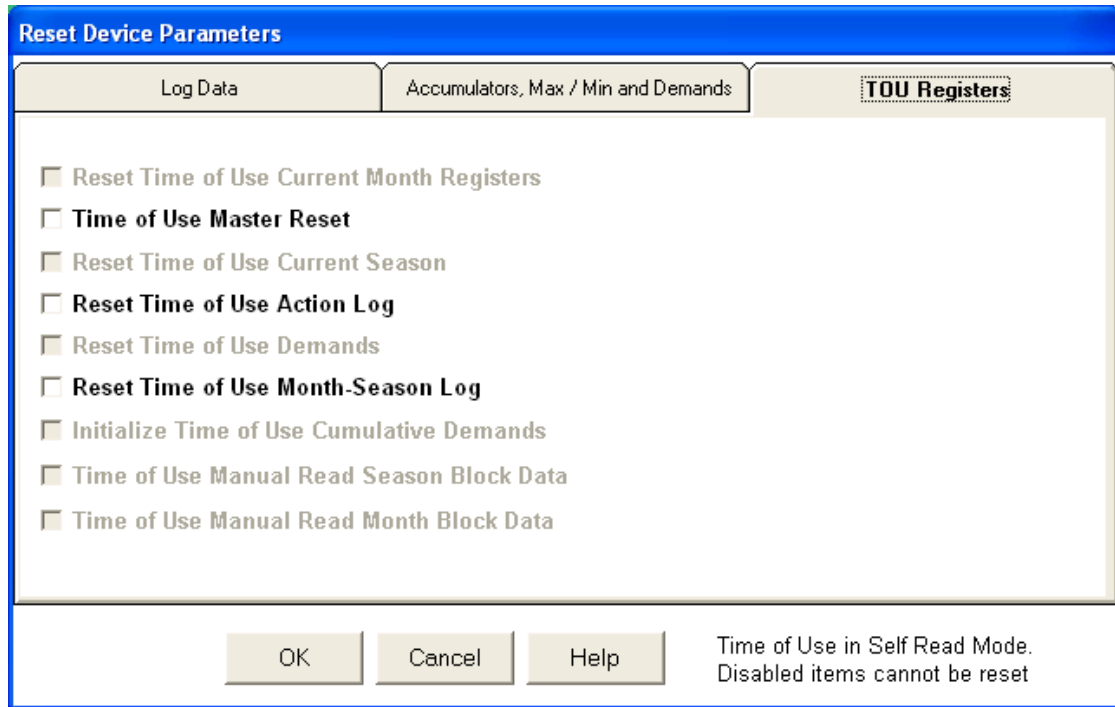 Reset Device Parameters
Log Data
Accumulators, Max / Min and Demands
TOU Registers
Reset Time of Use Current Month Registers
Time of Use Master Reset
Reset Time of Use Current Season
Reset Time of Use Action Log
Reset Time of Use Demands
Reset Time of Use Month-Season Log
Initialize Time of Use Cumulative Demands
Time of Use Manual Read Season Block Data
Time of Use Manual Read Month Block Data
OK
Cancel
Help
Time of Use in Self Read Mode.
Disabled items cannot be reset